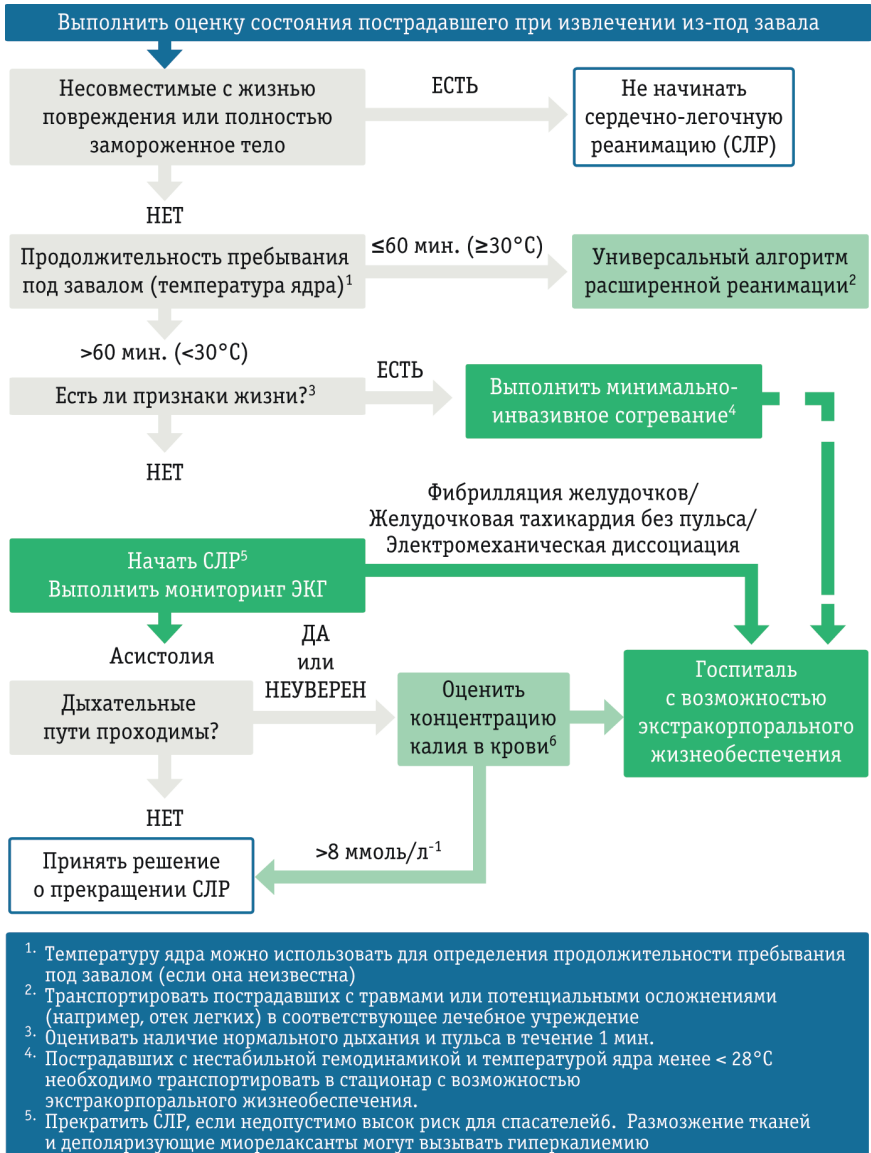 Выполнить оценку состояния пострадавшего при извлечении из-под завала
Несовместимые с жизнью
повреждения или полностью
замороженное тело
ЕСТЬ
Не начинать
сердечно-легочную
реанимацию (СЛР)
НЕТ
Продолжительность пребывания
под завалом (температура ядра)¹
≤60 мин. (≥30°C)
Универсальный алгоритм
расширенной реанимации²
>60 мин. (<30°C)
Есть ли признаки жизни?³
ЕСТЬ
Выполнить минимально-
инвазивное согревание⁴
НЕТ
Фибрилляция желудочков/
Желудочковая тахикардия без пульса/
Электромеханическая диссоциация
Начать СЛР⁵
Выполнить мониторинг ЭКГ
Асистолия
ДА
или
НЕУВЕРЕН
Дыхательные
пути проходимы?
Оценить
концентрацию
калия в крови⁶
Госпиталь
с возможностью
экстракорпорального
жизнеобеспечения
НЕТ
>8 ммоль/л⁻¹
Принять решение
о прекращении СЛР
1. Температуру ядра можно использовать для определения продолжительности пребывания
под завалом (если она неизвестна)
2. Транспортировать пострадавших с травмами или потенциальными осложнениями
(например, отек легких) в соответствующее лечебное учреждение
3. Оценивать наличие нормального дыхания и пульса в течение 1 мин.
4. Пострадавших с нестабильной гемодинамикой и температурой ядра менее < 28°C
необходимо транспортировать в стационар с возможностью
экстракорпорального жизнеобеспечения.
5. Прекратить СЛР, если недопустимо высок риск для спасателей6. Размозжение тканей
и деполяризующие миорелаксанты могут вызывать гиперкалиемию